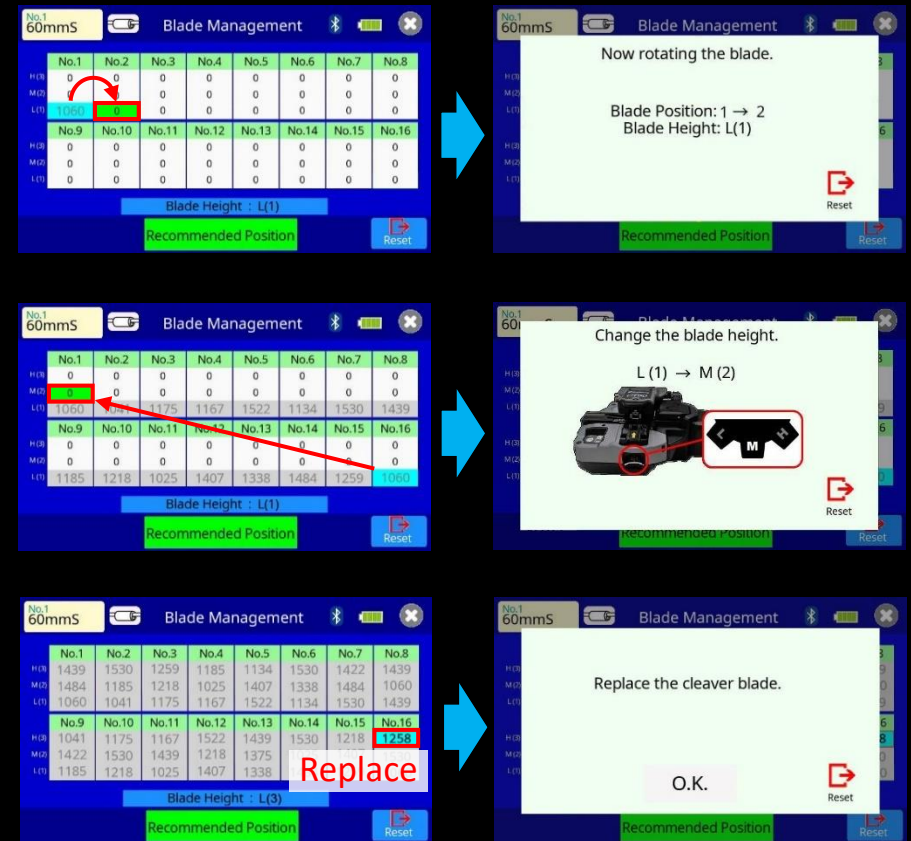 No.1
60mmS
Blade Management
No.1 No.2 No.3 No.4 No.5 No.6 No.7 No.8
H(3) 0 0 0 0 0 0 0 0
M(2) 0 0 0 0 0 0 0
L(1) 1060 0 0 0 0 0 0 0
No.9 No.10 No.11 No.12 No.13 No.14 No.15 No.16
H(3) 0 0 0 0 0 0 0 0
M(2) 0 0 0 0 0 0 0 0
L(1) 0 0 0 0 0 0 0 0
Blade Height : L(1)
Recommended Position
Reset
No.1
60mmS
Blade Management
Now rotating the blade.
Blade Position: 1 → 2
Blade Height: L(1)
Reset
Recommended Position
Reset
No.1
60mmS
Blade Management
No.1 No.2 No.3 No.4 No.5 No.6 No.7 No.8
H(3) 0 0 0 0 0 0 0 0
M(2) 0 0 0 0 0 0 0 0
L(1) 1060 1041 1175 1167 1522 1134 1530 1439
No.9 No.10 No.11 No.12 No.13 No.14 No.15 No.16
H(3) 0 0 0 0 0 0 0 0
M(2) 0 0 0 0 0 0 0 0
L(1) 1185 1218 1025 1407 1338 1484 1259 1060
Blade Height : L(1)
Recommended Position
Reset
No.1
Change the blade height.
L (1) → M (2)
L M H
Reset
Recommended Position
Reset
No.1
60mmS
Blade Management
No.1 No.2 No.3 No.4 No.5 No.6 No.7 No.8
H(3) 1439 1530 1259 1185 1134 1530 1422 1439
M(2) 1484 1185 1218 1025 1407 1338 1484 1060
L(1) 1060 1041 1175 1167 1522 1134 1530 1439
No.9 No.10 No.11 No.12 No.13 No.14 No.15 No.16
H(3) 1041 1175 1167 1522 1439 1530 1218 1258
M(2) 1422 1530 1439 1218 1375
L(1) 1185 1218 1025 1407 1338
Replace
Blade Height : L(3)
Recommended Position
Reset
No.1
60mmS
Blade Management
Replace the cleaver blade.
O.K.
Reset
Recommended Position
Reset